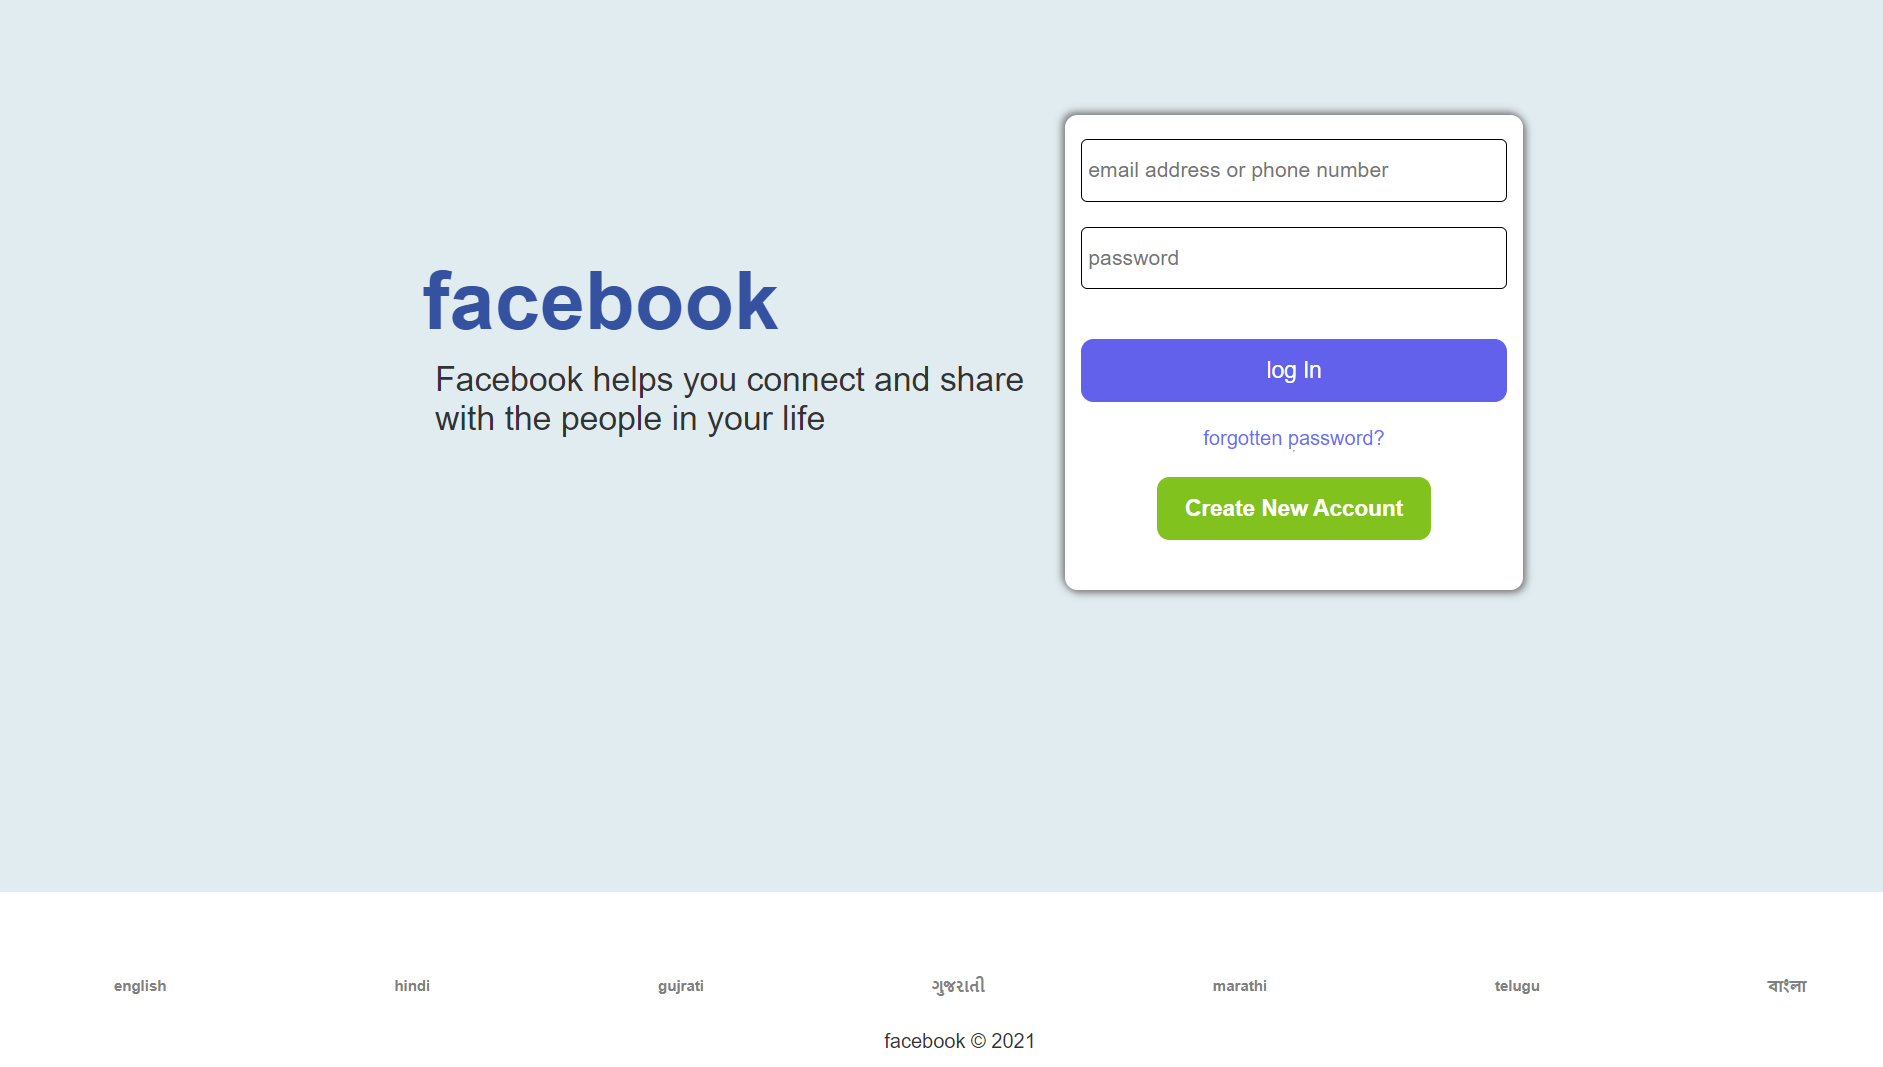 facebook
Facebook helps you connect and share
with the people in your life
email address or phone number
password
log In
forgotten password?
Create New Account
english hindi gujrati ગુજરાતી marathi telugu বাংলা
facebook © 2021